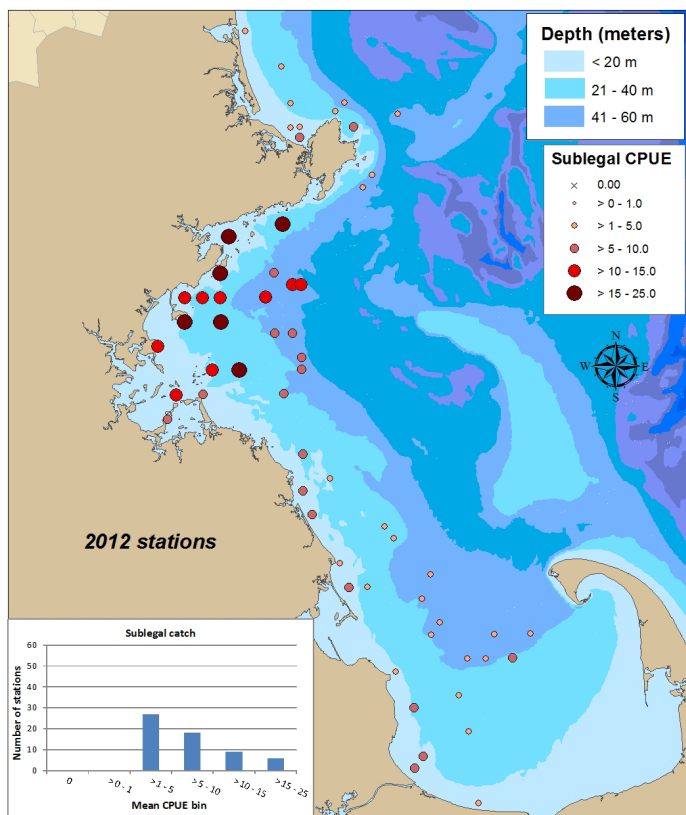 Depth (meters)
< 20 m
21 - 40 m
41 - 60 m
Sublegal CPUE
0.00
> 0 - 1.0
> 1 - 5.0
> 5 - 10.0
> 10 - 15.0
> 15 - 25.0
N
W E
S
2012 stations
Sublegal catch
Number of stations
60
50
40
30
20
10
0
0 >0 - 1 >1 - 5 >5 - 10 >10 - 15 >15 - 25
Mean CPUE bin